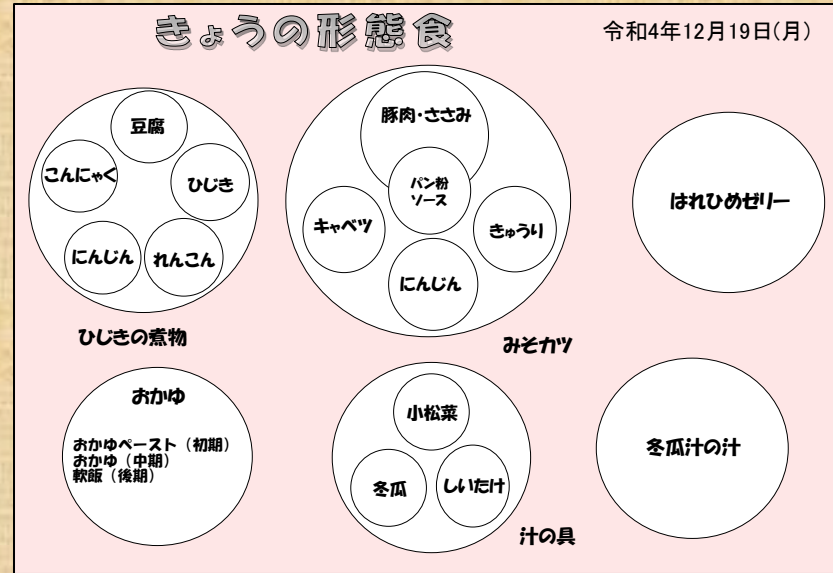 きょうの形態食
令和4年12月19日(月)
豆腐
こんにゃく
ひじき
にんじん
れんこん
ひじきの煮物
豚肉・ささみ
パン粉
ソース
キャベツ
きゅうり
にんじん
みそカツ
はれひめゼリー
おかゆ
おかゆペースト（初期）
おかゆ（中期）
軟飯（後期）
小松菜
冬瓜
しいたけ
汁の具
冬瓜汁の汁